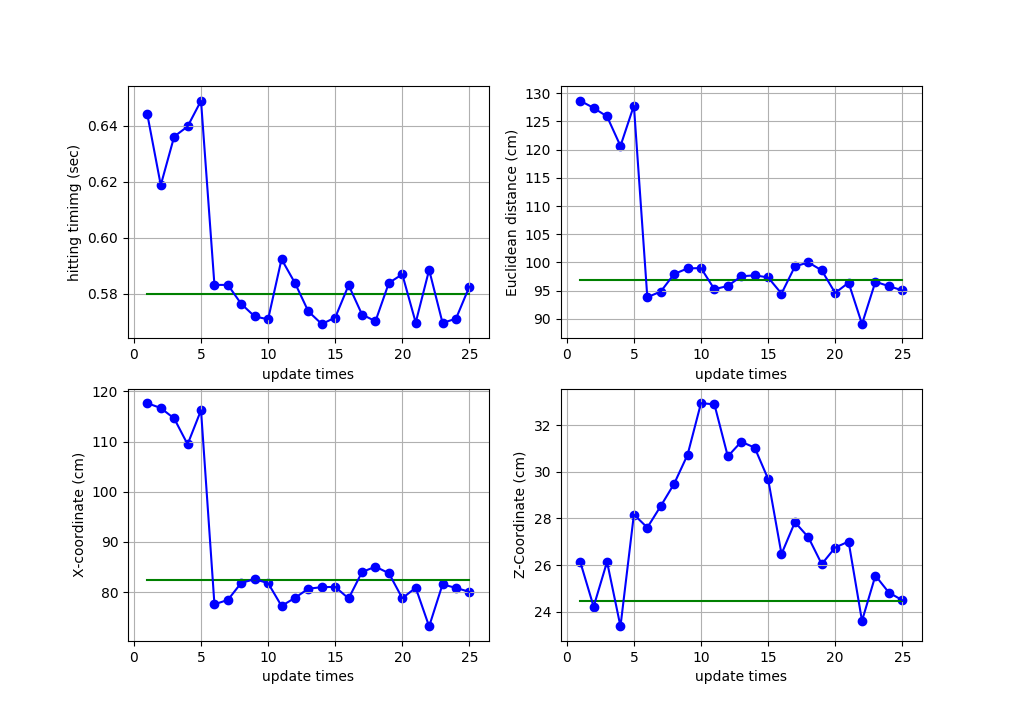 hitting timimg (sec)
0.64
0.62
0.60
0.58
0 5 10 15 20 25
update times
Euclidean distance (cm)
130
125
120
115
110
105
100
95
90
0 5 10 15 20 25
update times
X-coordinate (cm)
120
110
100
90
80
0 5 10 15 20 25
update times
Z-Coordinate (cm)
32
30
28
26
24
0 5 10 15 20 25
update times